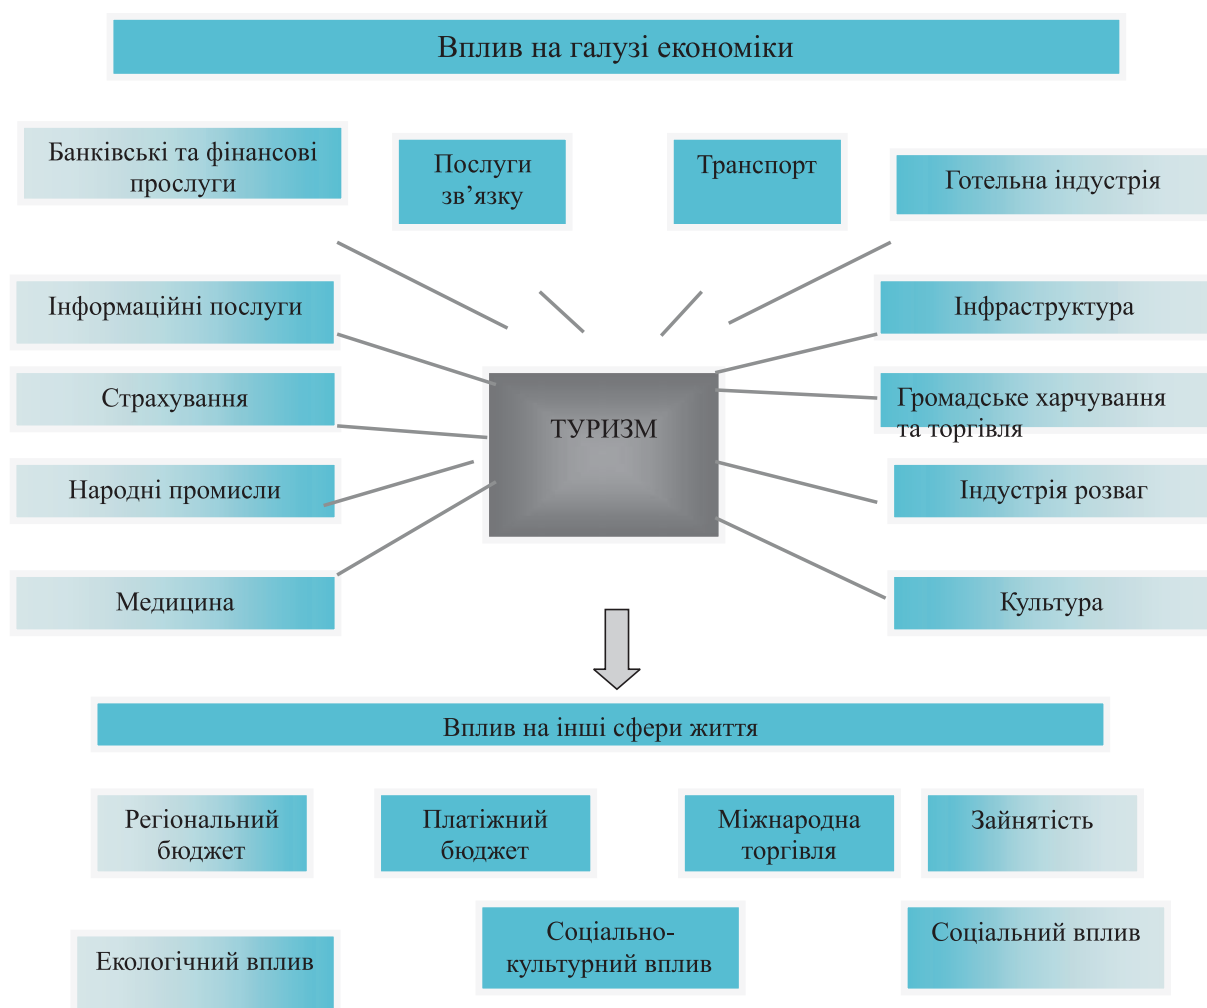 Вплив на галузі економіки
Банківські та фінансові
прослуги
Послуги
зв’язку
Транспорт
Готельна індустрія
Інформаційні послуги
Інфраструктура
Страхування
ТУРИЗМ
Громадське харчування
та торгівля
Народні промисли
Індустрія розваг
Медицина
Культура
Вплив на інші сфери життя
Регіональний
бюджет
Платіжний
бюджет
Міжнародна
торгівля
Зайнятість
Екологічний вплив
Соціально-
культурний вплив
Соціальний вплив